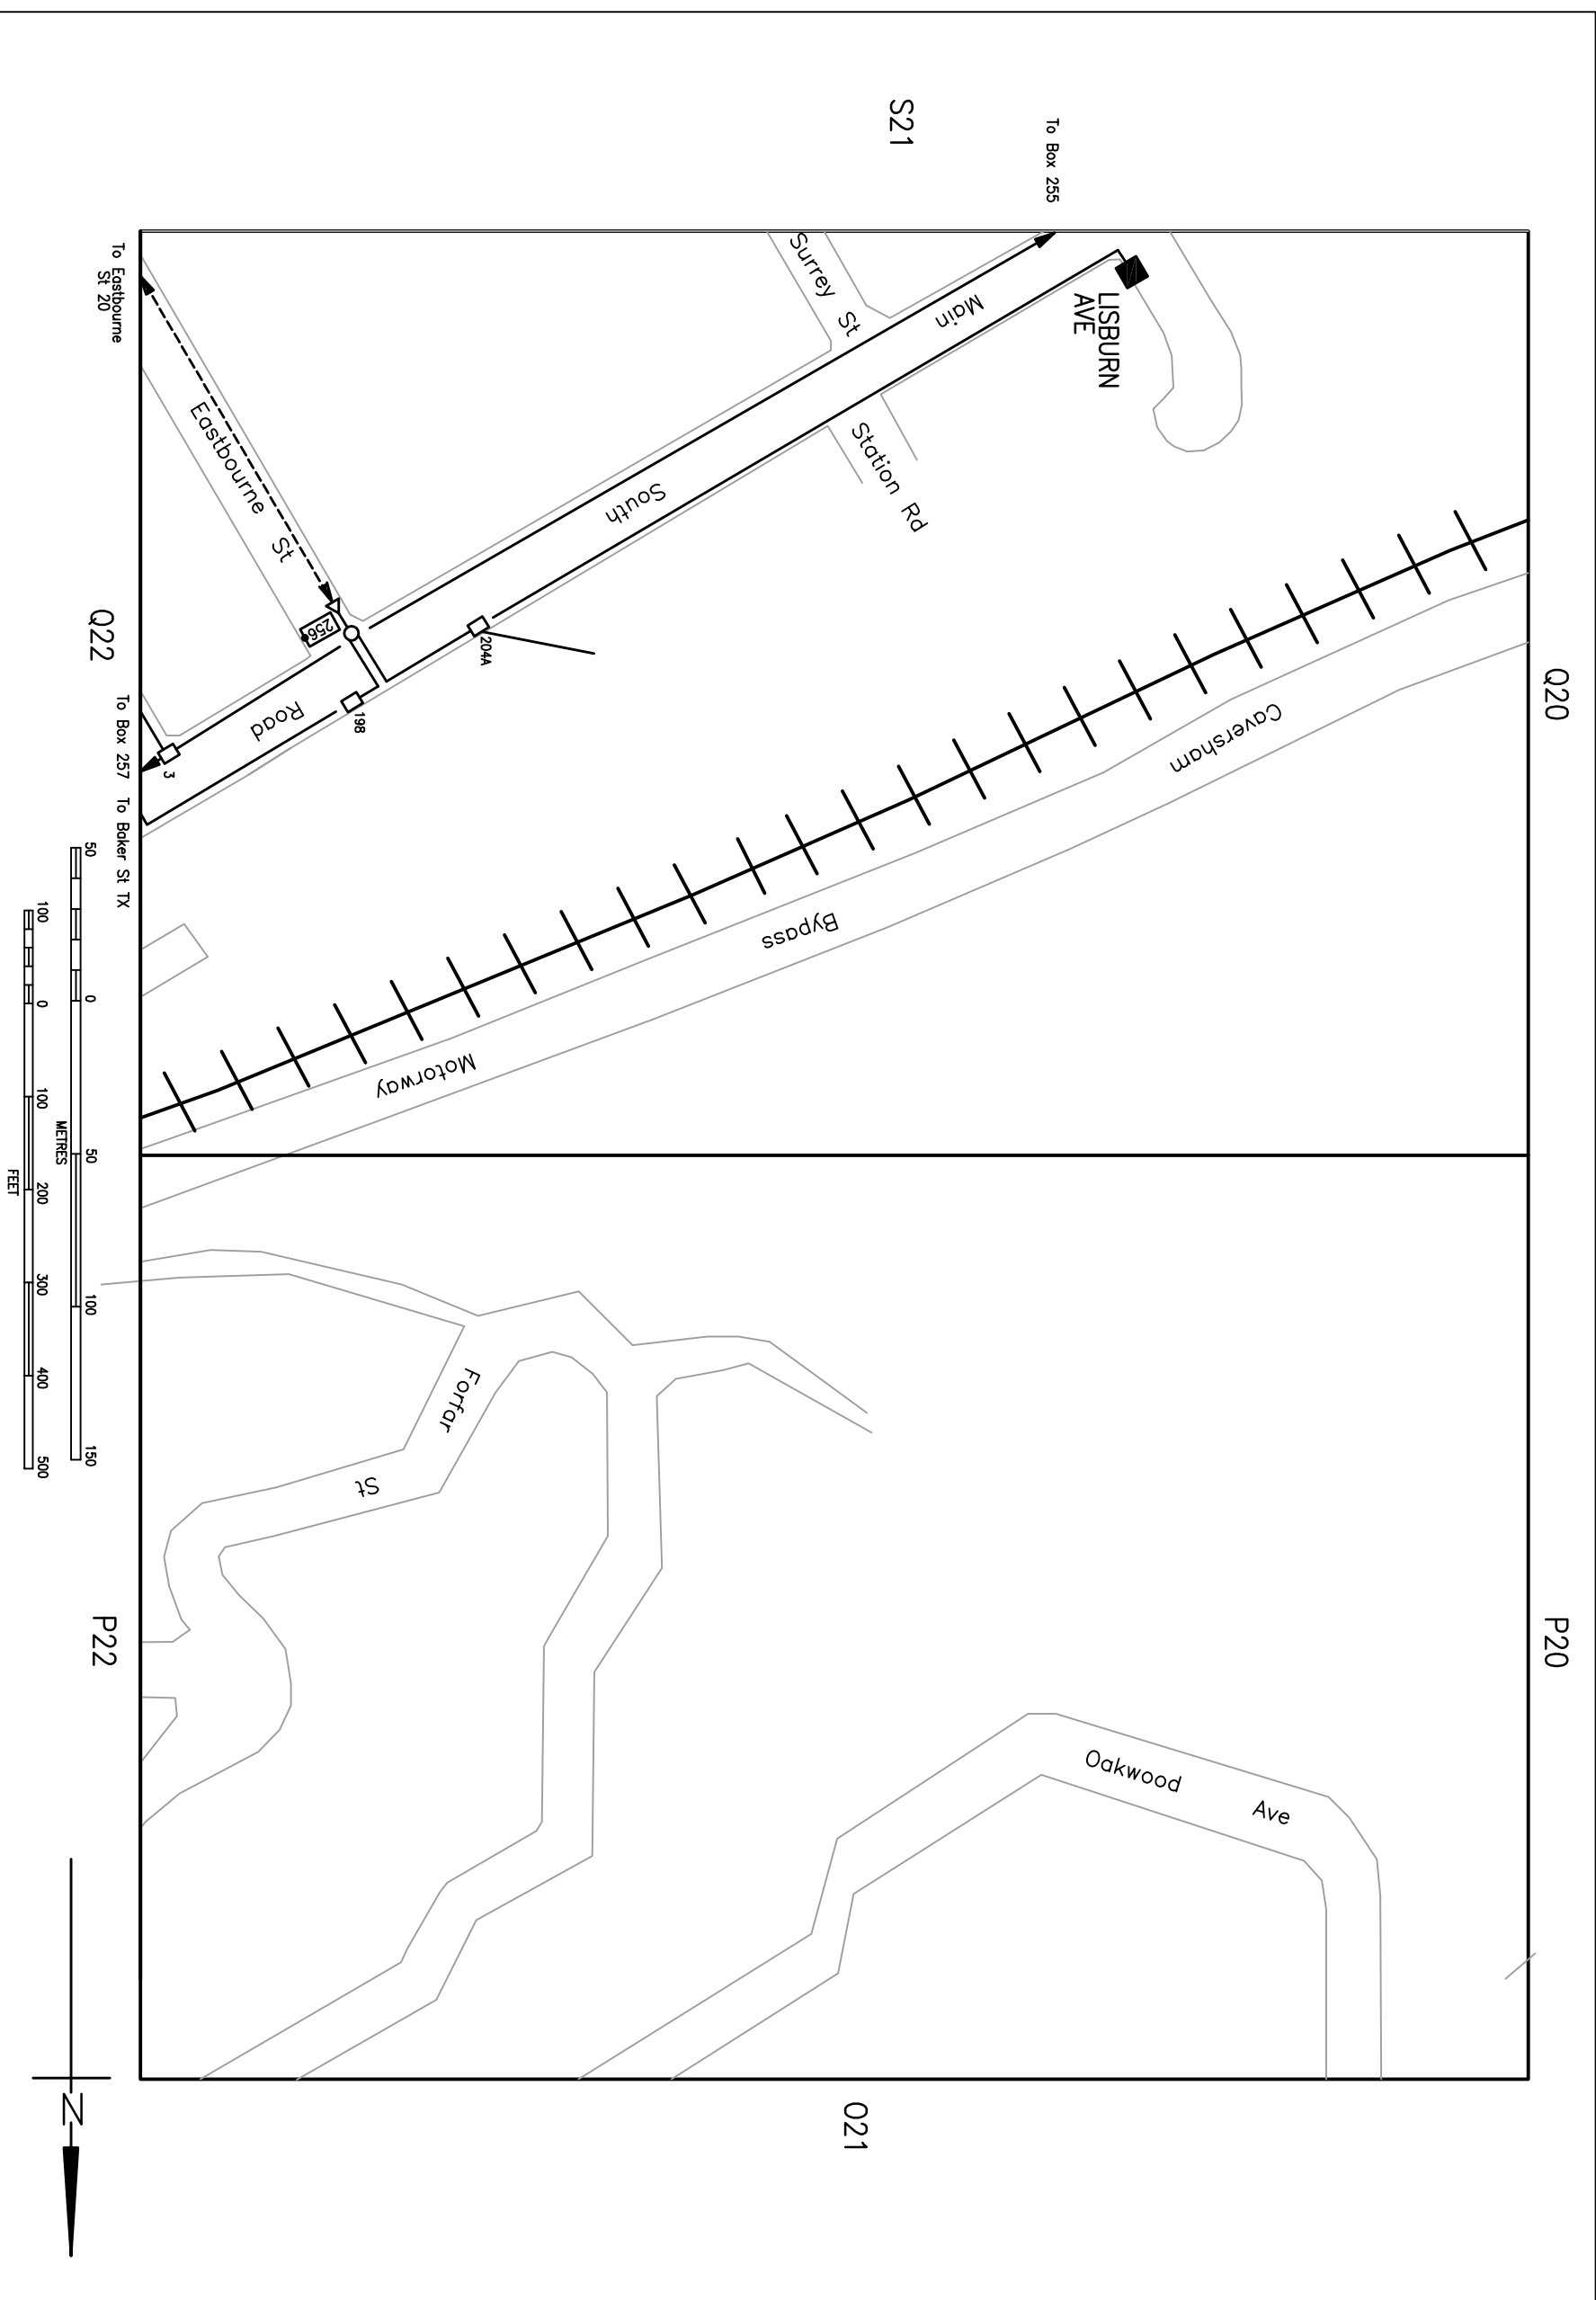 S21
To Box 255
LISBURN
AVE
Surrey St
Main
South
Road
Station Rd
Eastbourne St
To Eastbourne
St 20
256
204A
198
3
Q22
To Box 257
To Baker St TX
Q20
Caversham
Bypass
Motorway
50 0 50 100 150
METRES
100 0 100 200 300 400 500
FEET
Forfar
St
P22
P20
Oakwood Ave
O21
N